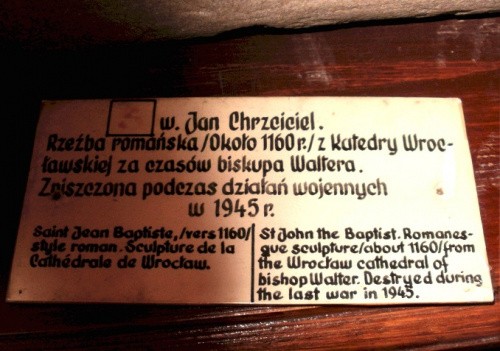 w. Jan Chrzciciel.
Rzeźba romańska/Około 1160 r./z Katedry Wroc-
ławskiej za czasów biskupa Waltera.
Zniszczona podczas działań wojennych
w 1945 r.
Saint Jean Baptiste,/vers 1160/
style roman. Sculpture de la
Cathédrale de Wrocław.
St John the Baptist. Romanes-
que sculpture/about 1160/from
the Wrocław cathedral of
bishop Walter. Destryed during
the last war in 1945.